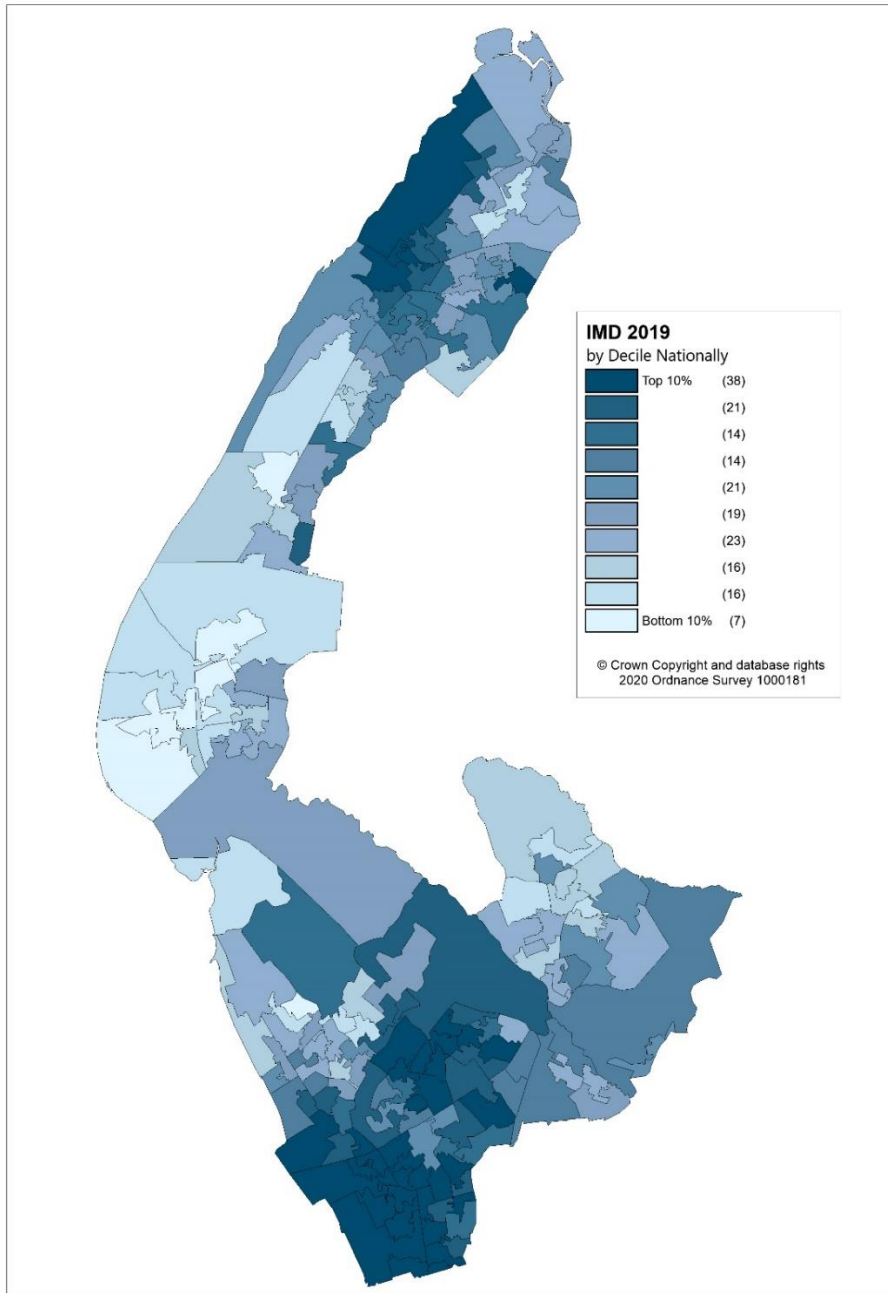 IMD 2019
by Decile Nationally
Top 10% (38)
(21)
(14)
(14)
(21)
(19)
(23)
(16)
(16)
Bottom 10% (7)
© Crown Copyright and database rights
2020 Ordnance Survey 1000181